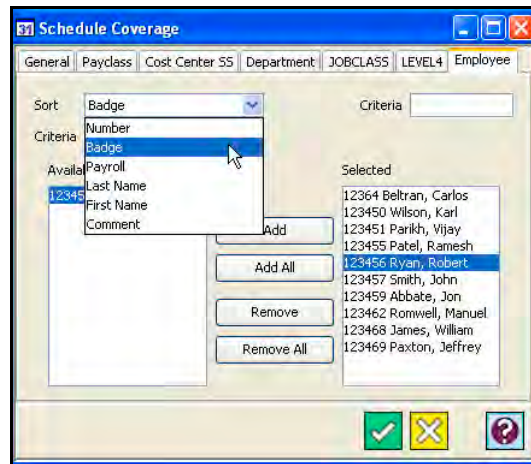 31 Schedule Coverage
General Payclass Cost Center SS Department JOBCLASS LEVEL4 Employee
Sort Badge Criteria
Number
Criteria
Badge
Payroll
Availa Selected
Last Name
12345
First Name
Comment
12364 Beltran, Carlos
123450 Wilson, Karl
123451 Parikh, Vijay
123455 Patel, Ramesh
123456 Ryan, Robert
123457 Smith, John
123459 Abbate, Jon
123462 Romwell, Manuel
123468 James, William
123469 Paxton, Jeffrey
Add
Add All
Remove
Remove All
?